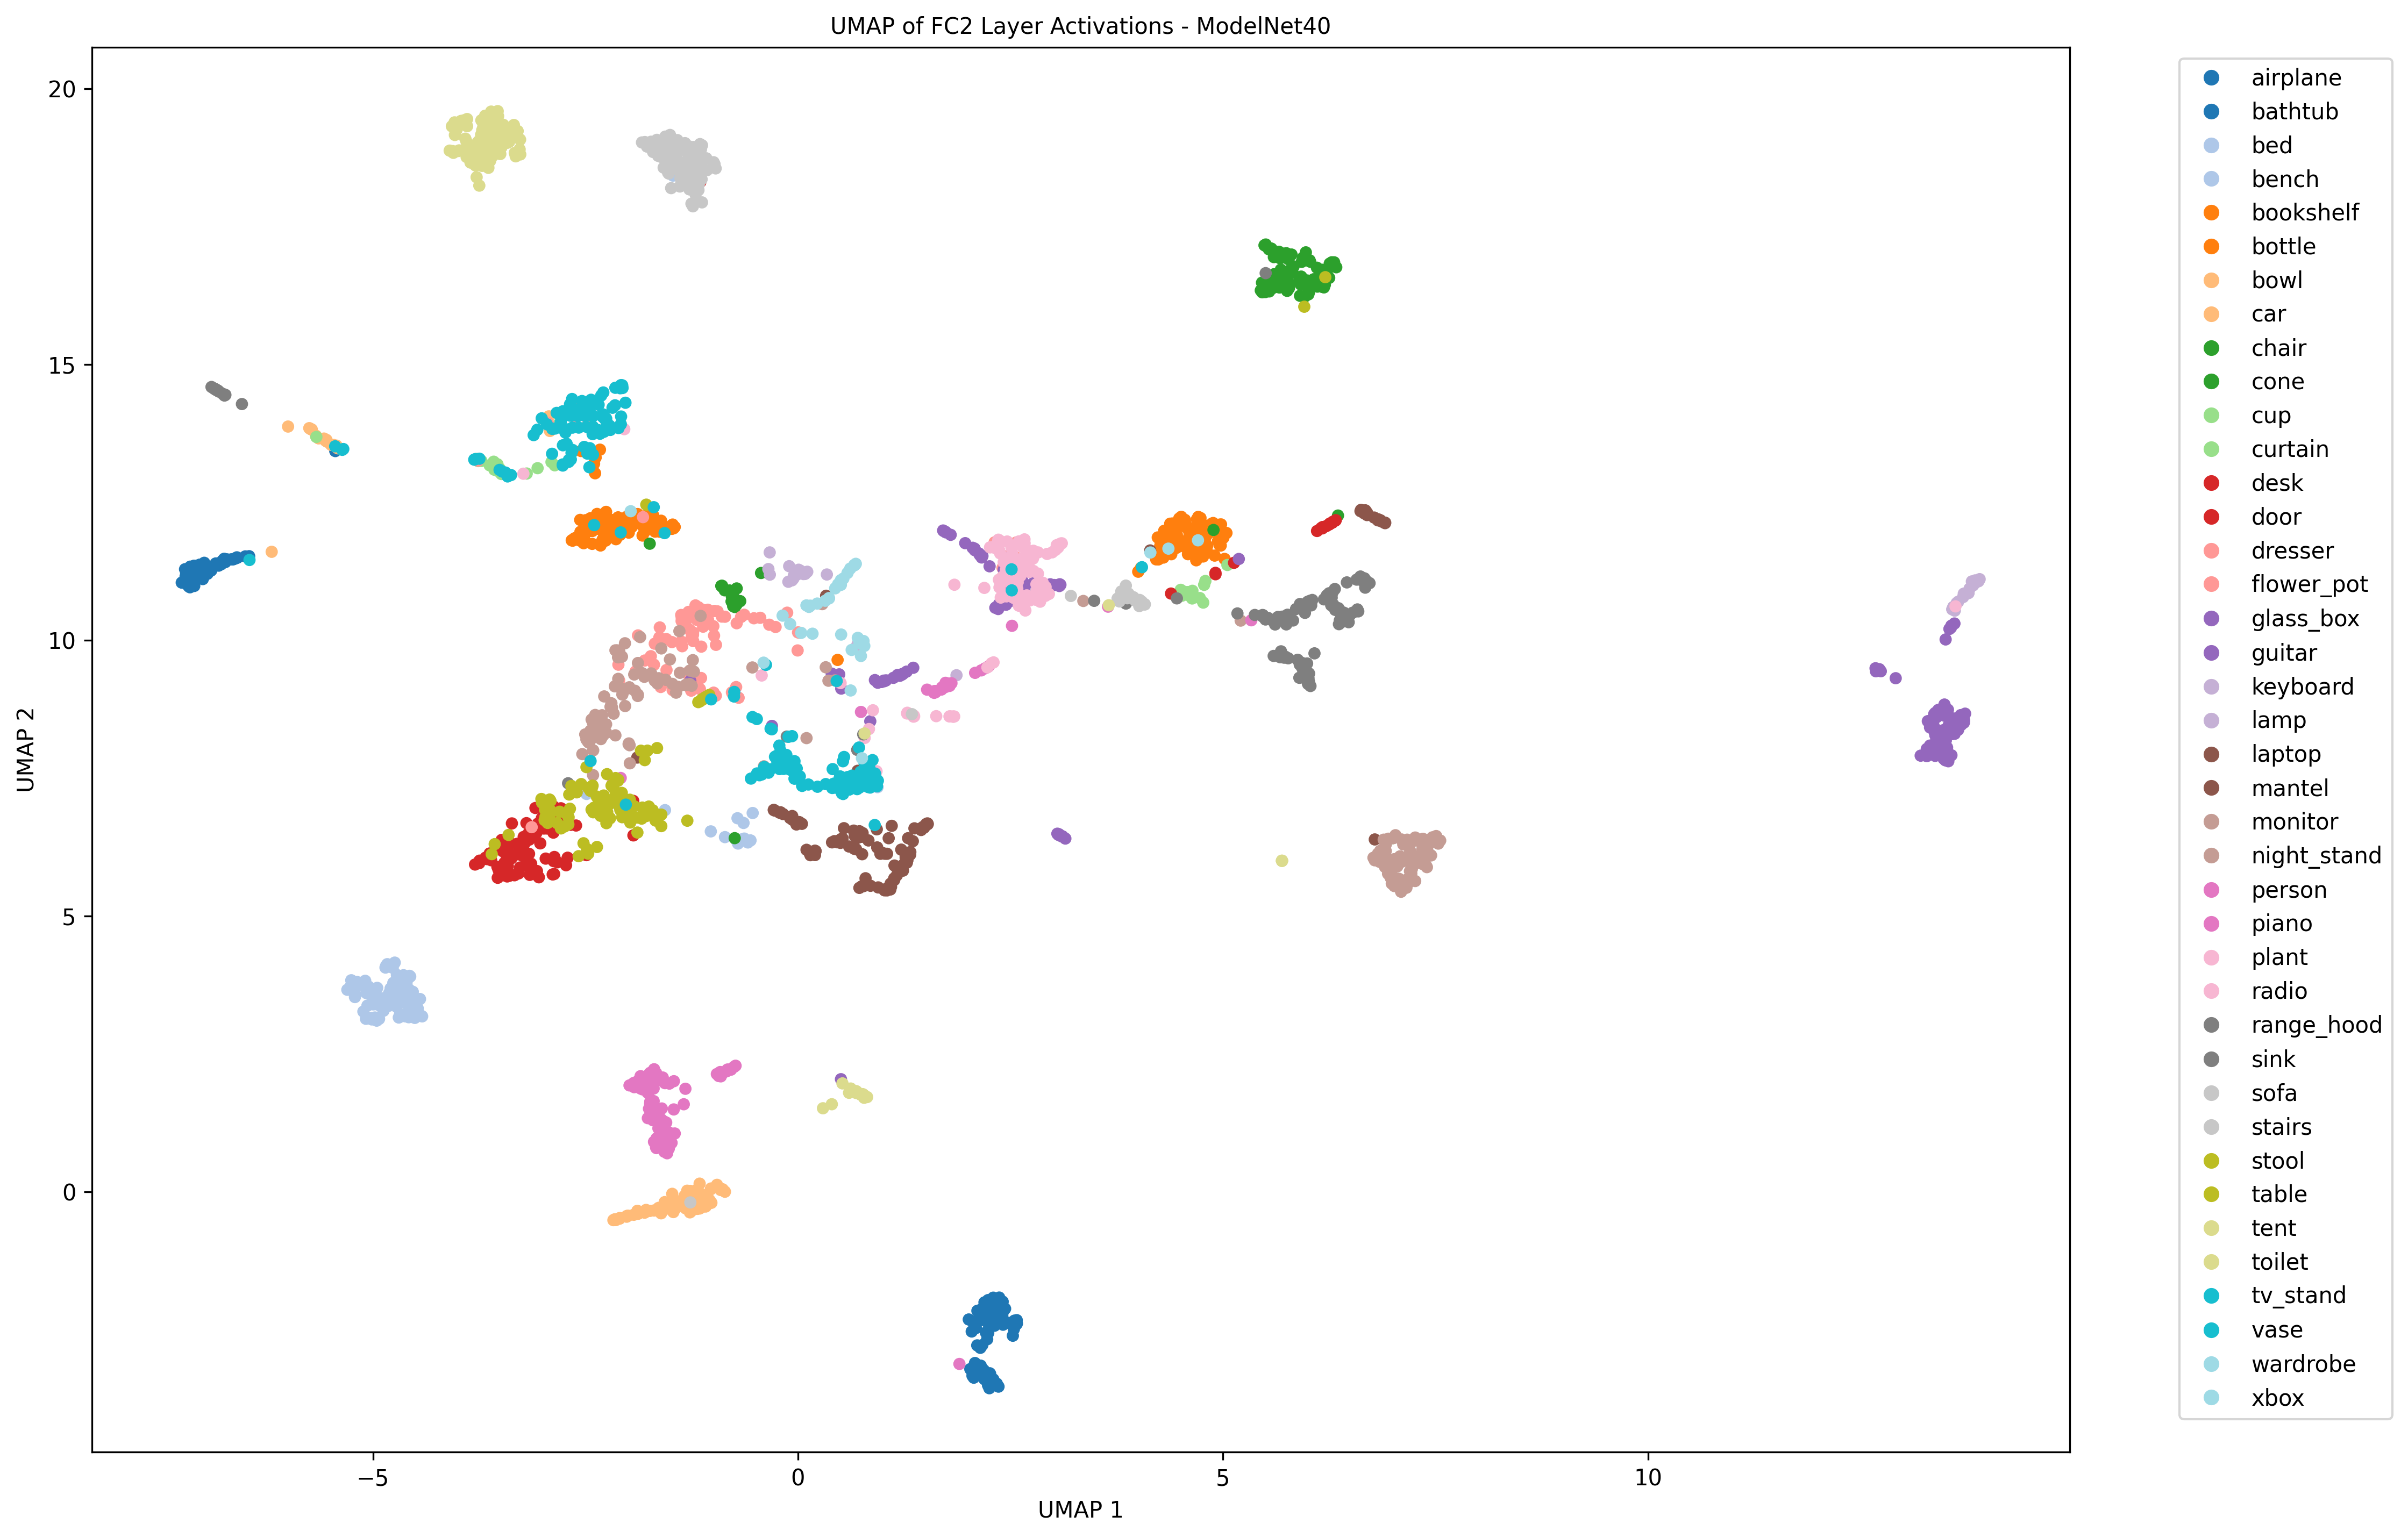 UMAP of FC2 Layer Activations - ModelNet40
20
15
10
5
0
UMAP 2
−5
0
5
10
UMAP 1
airplane
bathtub
bed
bench
bookshelf
bottle
bowl
car
chair
cone
cup
curtain
desk
door
dresser
flower_pot
glass_box
guitar
keyboard
lamp
laptop
mantel
monitor
night_stand
person
piano
plant
radio
range_hood
sink
sofa
stairs
stool
table
tent
toilet
tv_stand
vase
wardrobe
xbox